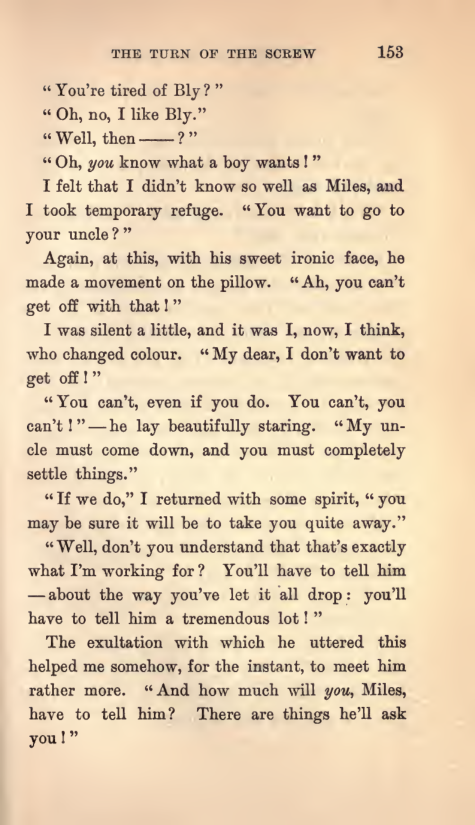 THE TURN OF THE SCREW 153
“ You're tired of Bly ? ”
“ Oh, no, I like Bly.”
“ Well, then —— ? ”
“ Oh, you know what a boy wants ! ”
I felt that I didn't know so well as Miles, and
I took temporary refuge. “ You want to go to
your uncle ? ”
Again, at this, with his sweet ironic face, he
made a movement on the pillow. “ Ah, you can't
get off with that ! ”
I was silent a little, and it was I, now, I think,
who changed colour. “ My dear, I don't want to
get off ! ”
“ You can't, even if you do. You can't, you
can't ! ” — he lay beautifully staring. “ My un-
cle must come down, and you must completely
settle things.”
“ If we do,” I returned with some spirit, “ you
may be sure it will be to take you quite away.”
“ Well, don't you understand that that's exactly
what I'm working for ? You'll have to tell him
— about the way you've let it all drop : you'll
have to tell him a tremendous lot ! ”
The exultation with which he uttered this
helped me somehow, for the instant, to meet him
rather more. “ And how much will you, Miles,
have to tell him ? There are things he'll ask
you ! ”